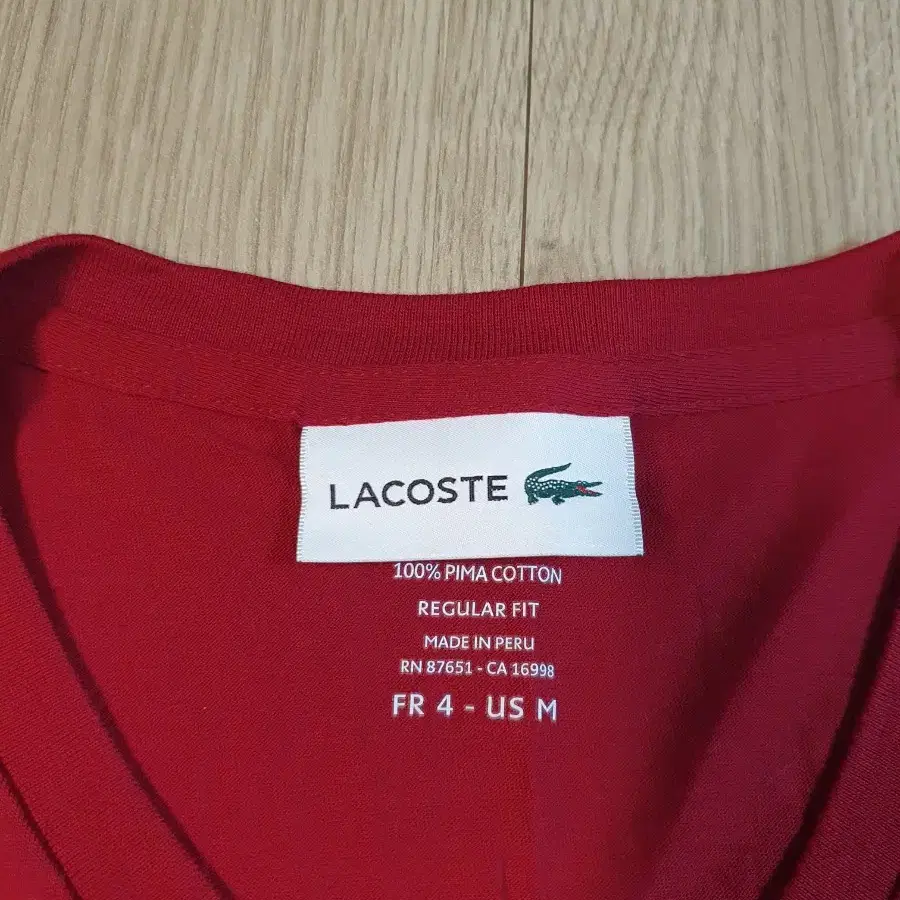 LACOSTE
100% PIMA COTTON
REGULAR FIT
MADE IN PERU
RN 87651 - CA 16998
FR 4 - US M